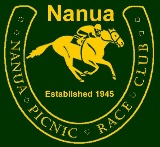 Nanua
Established 1945
NANUA PICNIC RACE CLUB